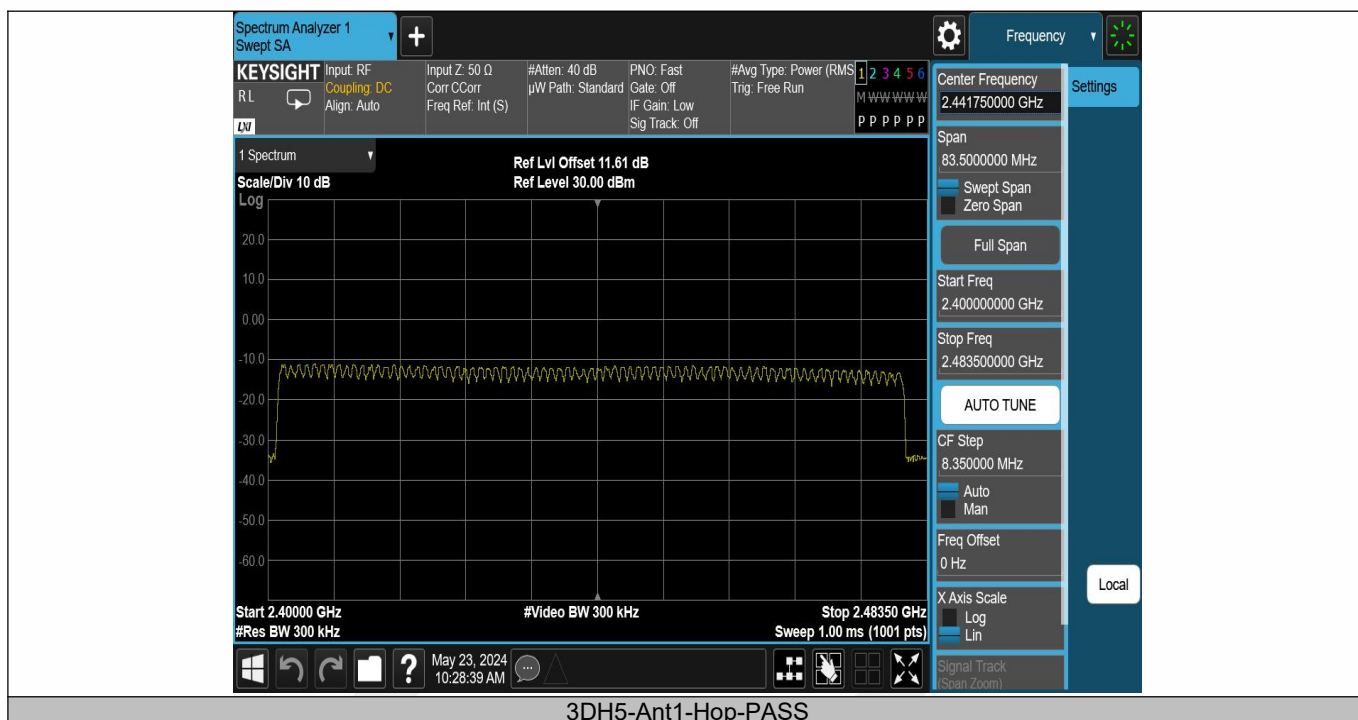 Spectrum Analyzer 1
Swept SA
+
Frequency
KEYSIGHT
R L
LXI
Input: RF
Coupling: DC
Align: Auto
Input Z: 50 Ω
Corr CCorr
Freq Ref: Int (S)
#Atten: 40 dB
µW Path: Standard
PNO: Fast
Gate: Off
IF Gain: Low
Sig Track: Off
#Avg Type: Power (RMS
Trig: Free Run
1 2 3 4 5 6
M W W W W W
P P P P P P
1 Spectrum
Scale/Div 10 dB
Ref Lvl Offset 11.61 dB
Ref Level 30.00 dBm
Log
20.0
10.0
0.00
-10.0
-20.0
-30.0
-40.0
-50.0
-60.0
Start 2.40000 GHz
#Res BW 300 kHz
#Video BW 300 kHz
Stop 2.48350 GHz
Sweep 1.00 ms (1001 pts)
Center Frequency
2.441750000 GHz
Settings
Span
83.5000000 MHz
Swept Span
Zero Span
Full Span
Start Freq
2.400000000 GHz
Stop Freq
2.483500000 GHz
AUTO TUNE
CF Step
8.350000 MHz
Auto
Man
Freq Offset
0 Hz
X Axis Scale
Log
Lin
Signal Track
(Span Zoom)
Local
?
May 23, 2024
10:28:39 AM
3DH5-Ant1-Hop-PASS